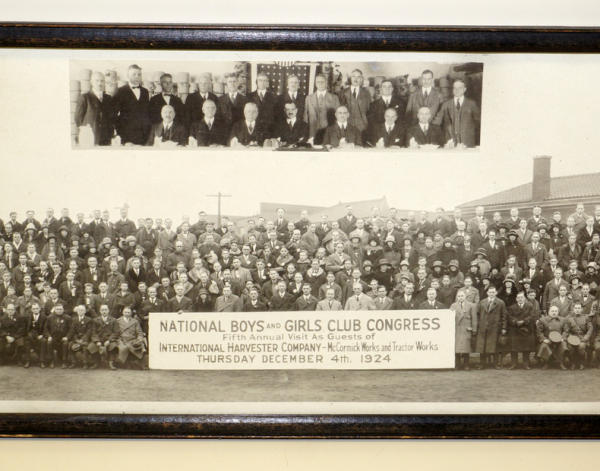 NATIONAL BOYS AND GIRLS CLUB CONGRESS
Fifth Annual Visit As Guests of
INTERNATIONAL HARVESTER COMPANY - McCormick Works and Tractor Works
THURSDAY DECEMBER 4th. 1924